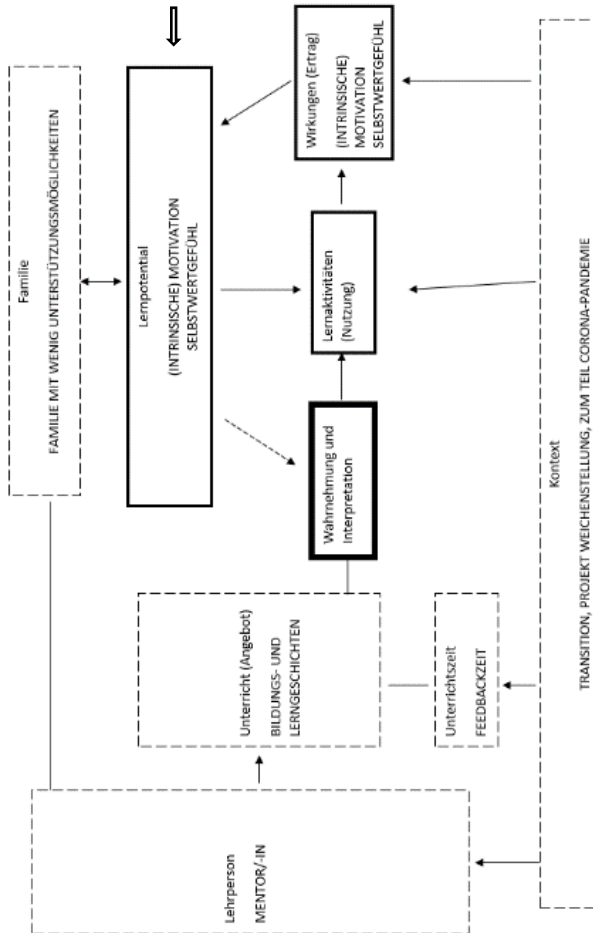 Familie
FAMILIE MIT WENIG UNTERSTÜTZUNGSMÖGLICHKEITEN
Lehrperson
MENTOR/-IN
Unterricht (Angebot)
BILDUNGS- UND
LERNGESCHICHTEN
Unterrichtszeit
FEEDBACKZEIT
Wahrnehmung und
Interpretation
Lernpotential
(INTRINSISCHE) MOTIVATION
SELBSTWERTGEFÜHL
Lernaktivitäten
(Nutzung)
Wirkungen (Ertrag)
(INTRINSISCHE)
MOTIVATION
SELBSTWERTGEFÜHL
Kontext
TRANSITION, PROJEKT WEICHENSTELLUNG, ZUM TEIL CORONA-PANDEMIE